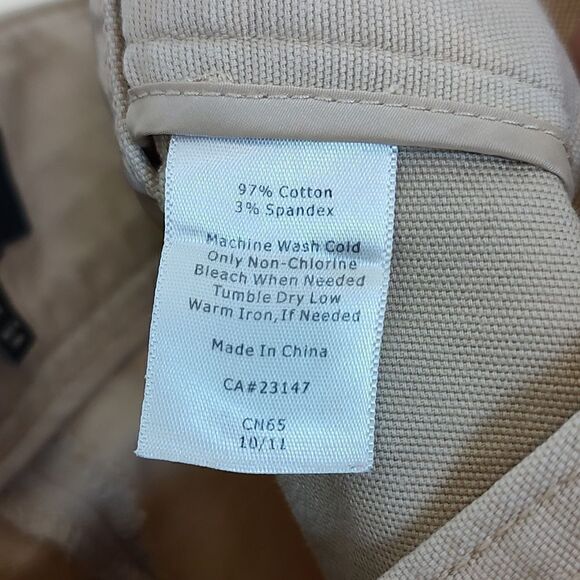 97% Cotton
3% Spandex
Machine Wash Cold
Only Non-Chlorine
Bleach When Needed
Tumble Dry Low
Warm Iron,If Needed
Made In China
CA#23147
CN65
10/11